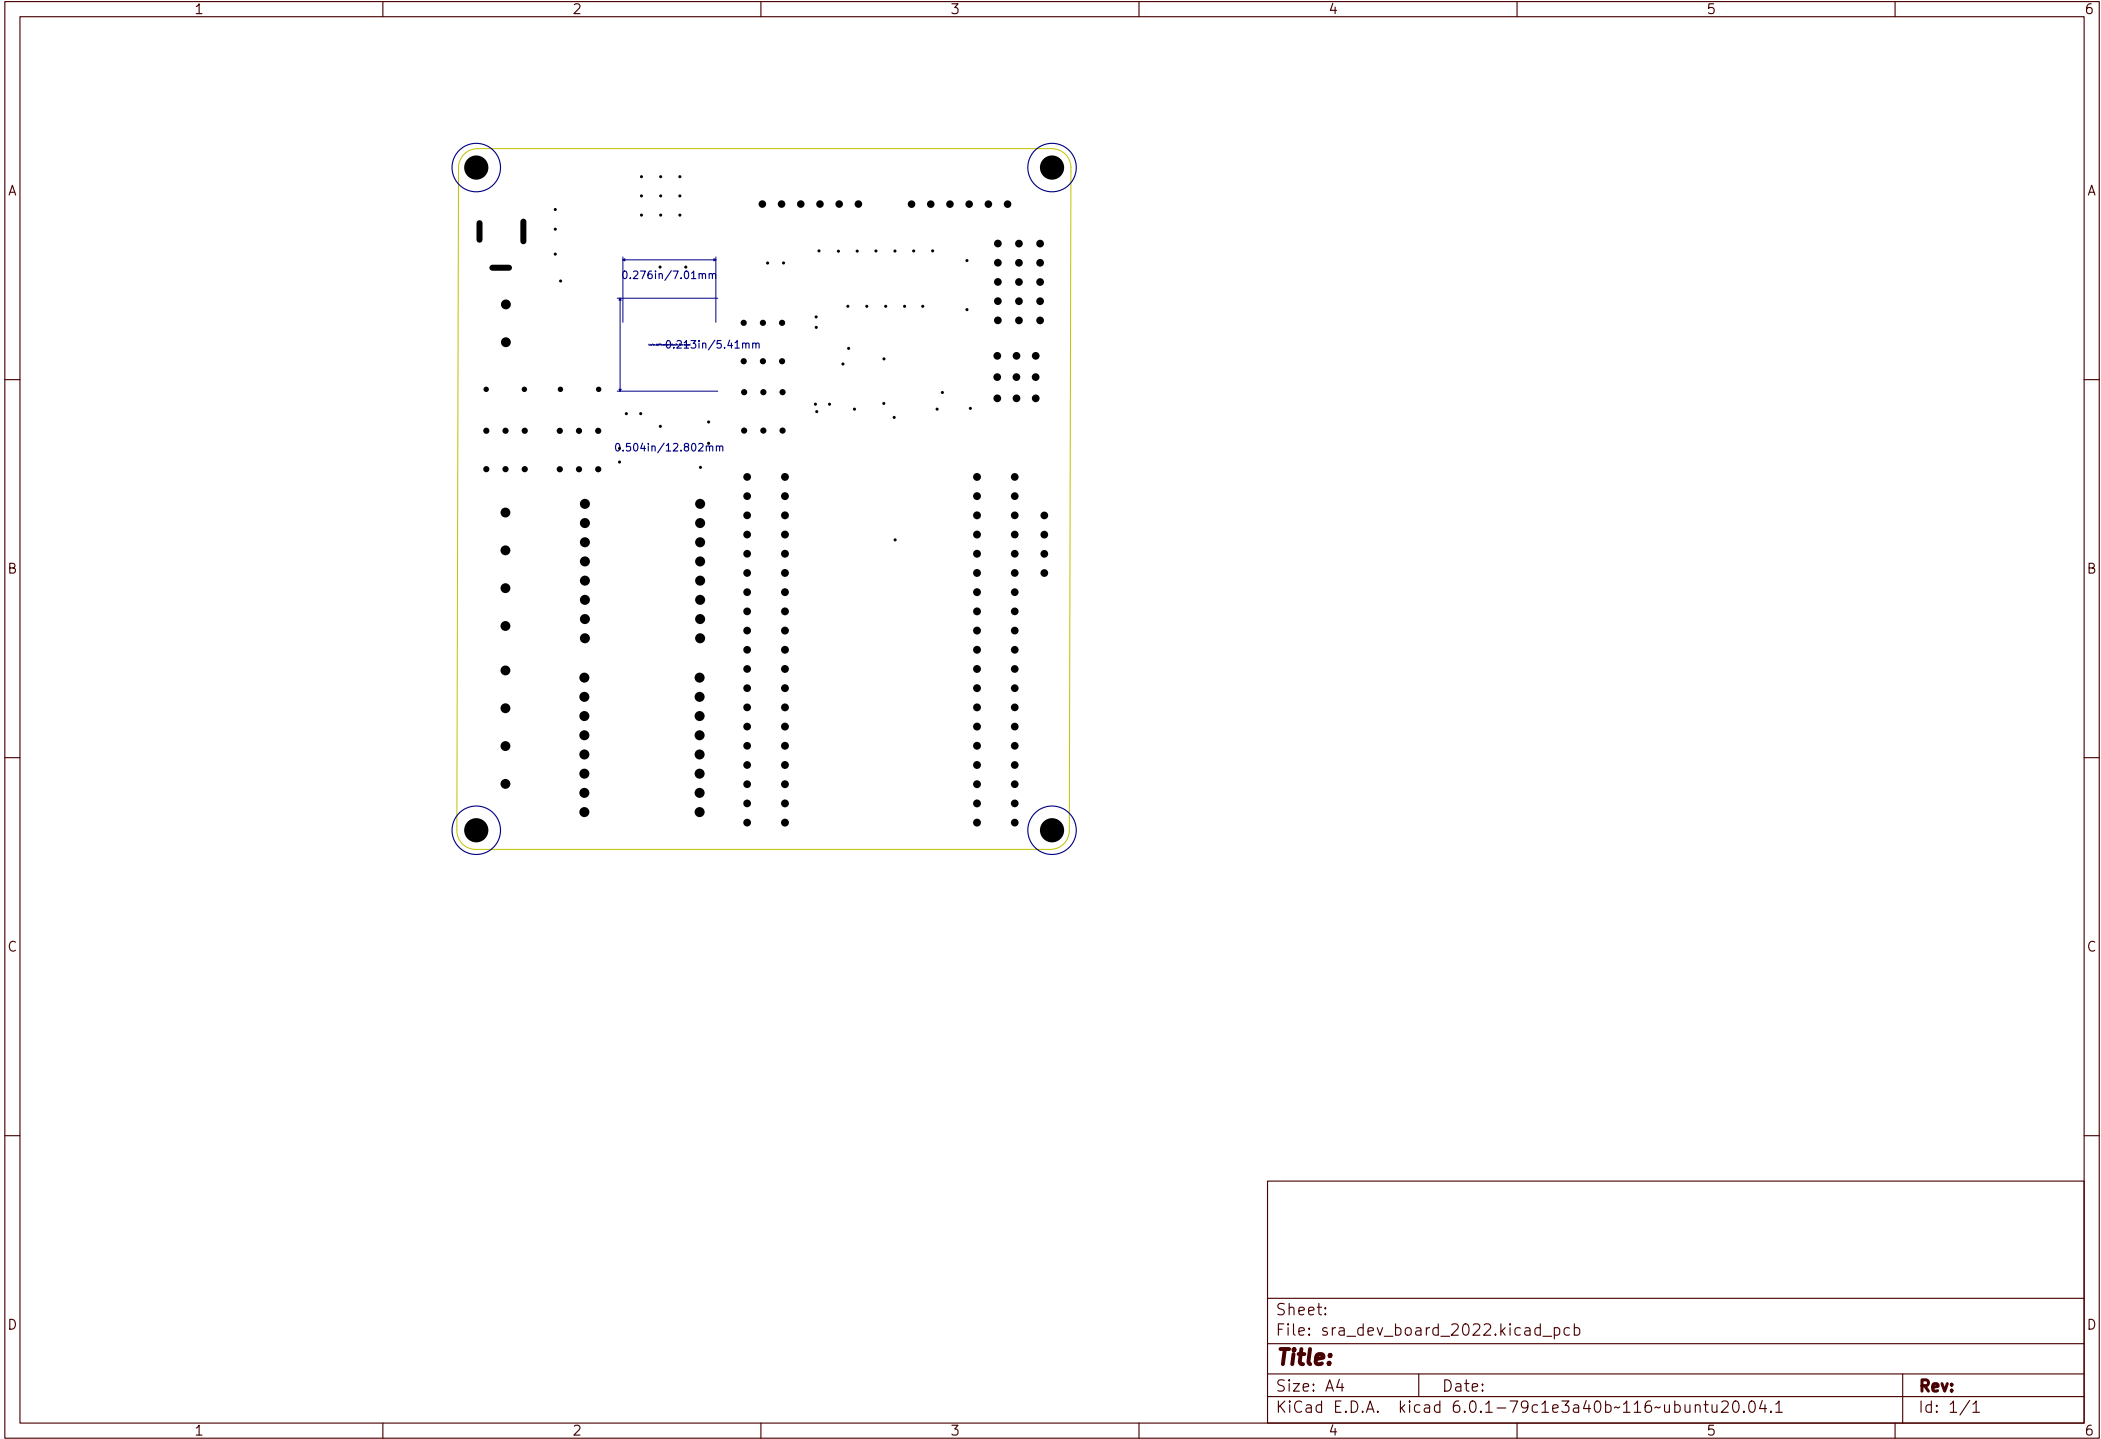 1 2 3 4 5 6
A A
0.276in/7.01mm
0.213in/5.41mm
0.504in/12.802mm
B B
C C
Sheet:
File: sra_dev_board_2022.kicad_pcb
D D
Title:
Size: A4 Date: Rev:
KiCad E.D.A. kicad 6.0.1-79c1e3a40b~116~ubuntu20.04.1 Id: 1/1
1 2 3 4 5 6